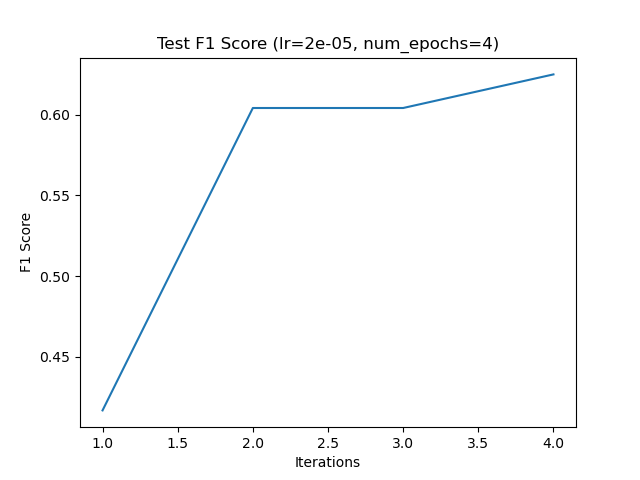 Test F1 Score (lr=2e-05, num_epochs=4)
F1 Score
0.60
0.55
0.50
0.45
1.0 1.5 2.0 2.5 3.0 3.5 4.0
Iterations